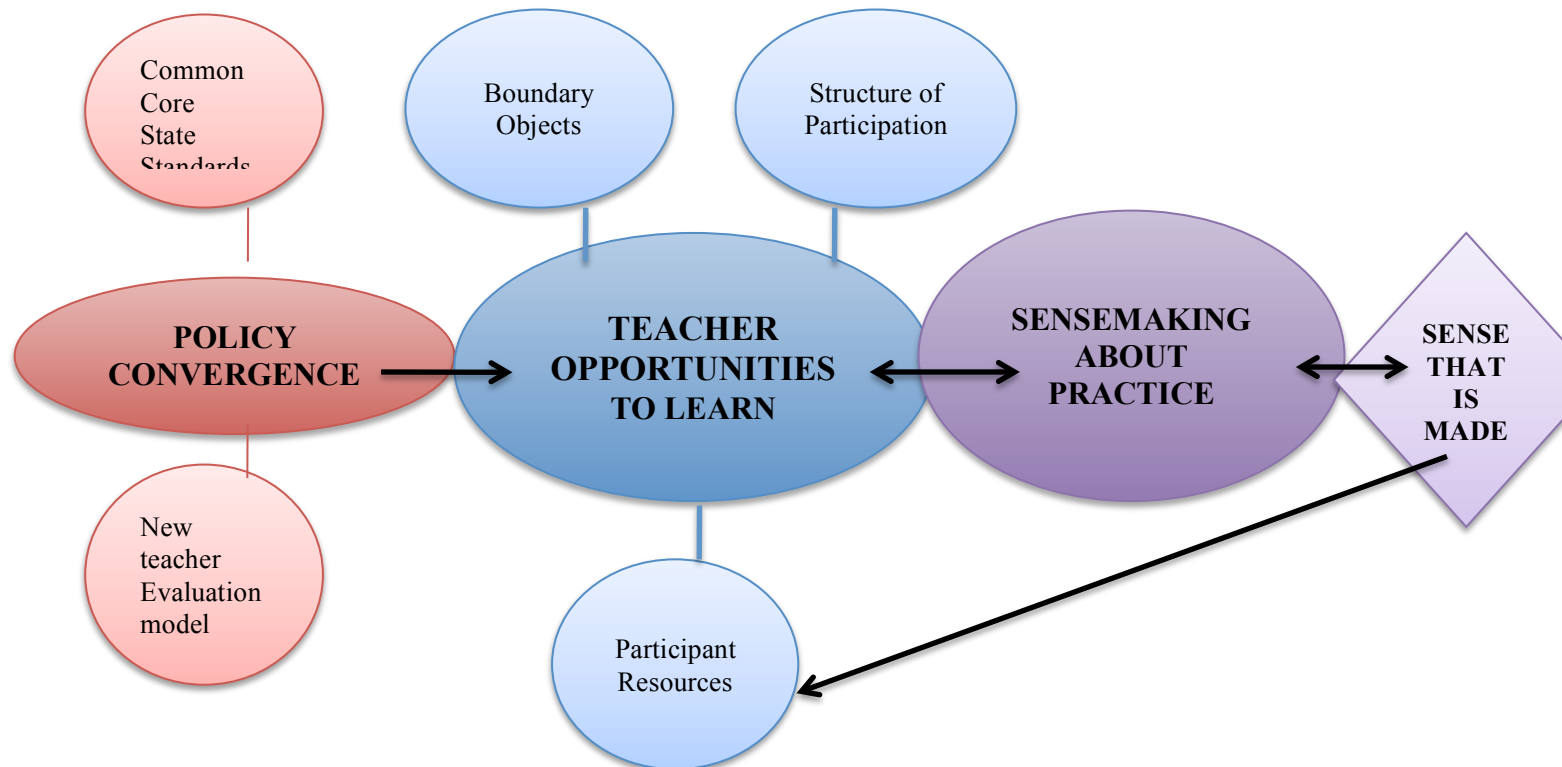 Common
Core
State
Standards
Boundary
Objects
Structure of
Participation
POLICY
CONVERGENCE
TEACHER
OPPORTUNITIES
TO LEARN
SENSEMAKING
ABOUT
PRACTICE
SENSE
THAT
IS
MADE
New
teacher
Evaluation
model
Participant
Resources